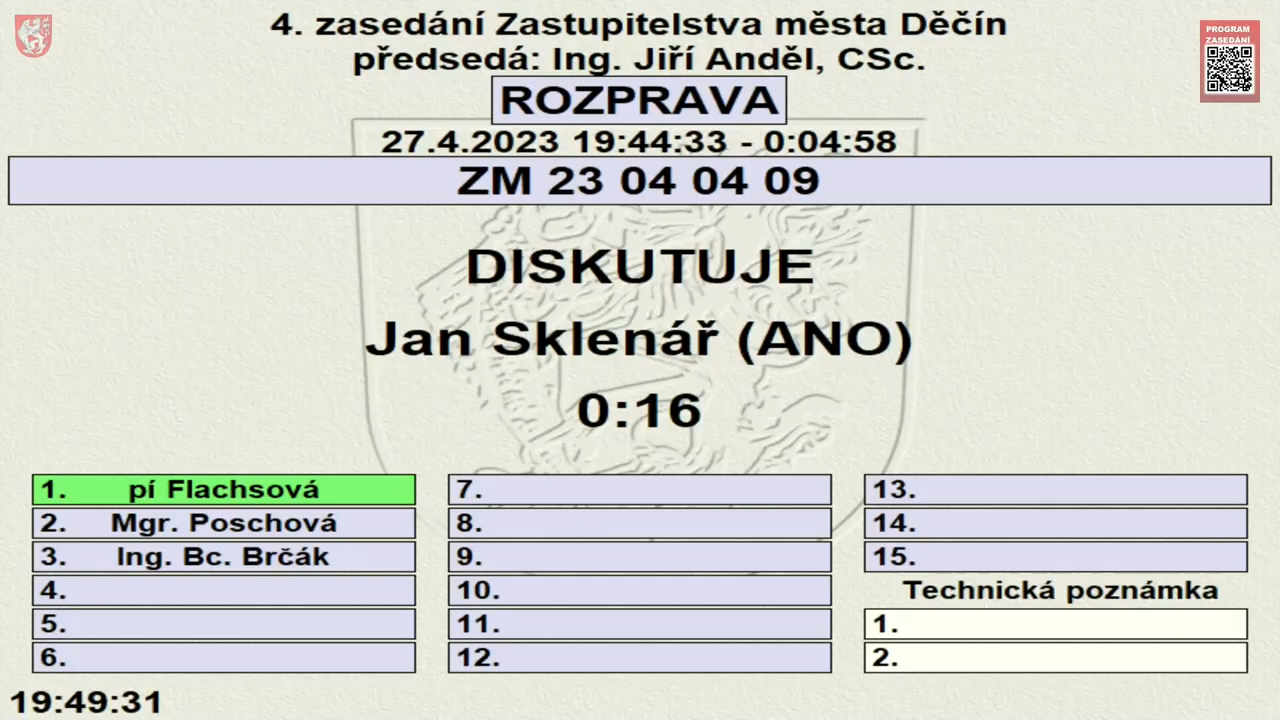 4. zasedání Zastupitelstva města Děčín
předsedá: Ing. Jiří Anděl, CSc.
PROGRAM
ZASEDÁNÍ
ROZPRAVA
27.4.2023 19:44:33 - 0:04:58
ZM 23 04 04 09
DISKUTUJE
Jan Sklenář (ANO)
0:16
1. pí Flachsová
2. Mgr. Poschová
3. Ing. Bc. Brčák
4.
5.
6.
7.
8.
9.
10.
11.
12.
13.
14.
15.
Technická poznámka
1.
2.
19:49:31